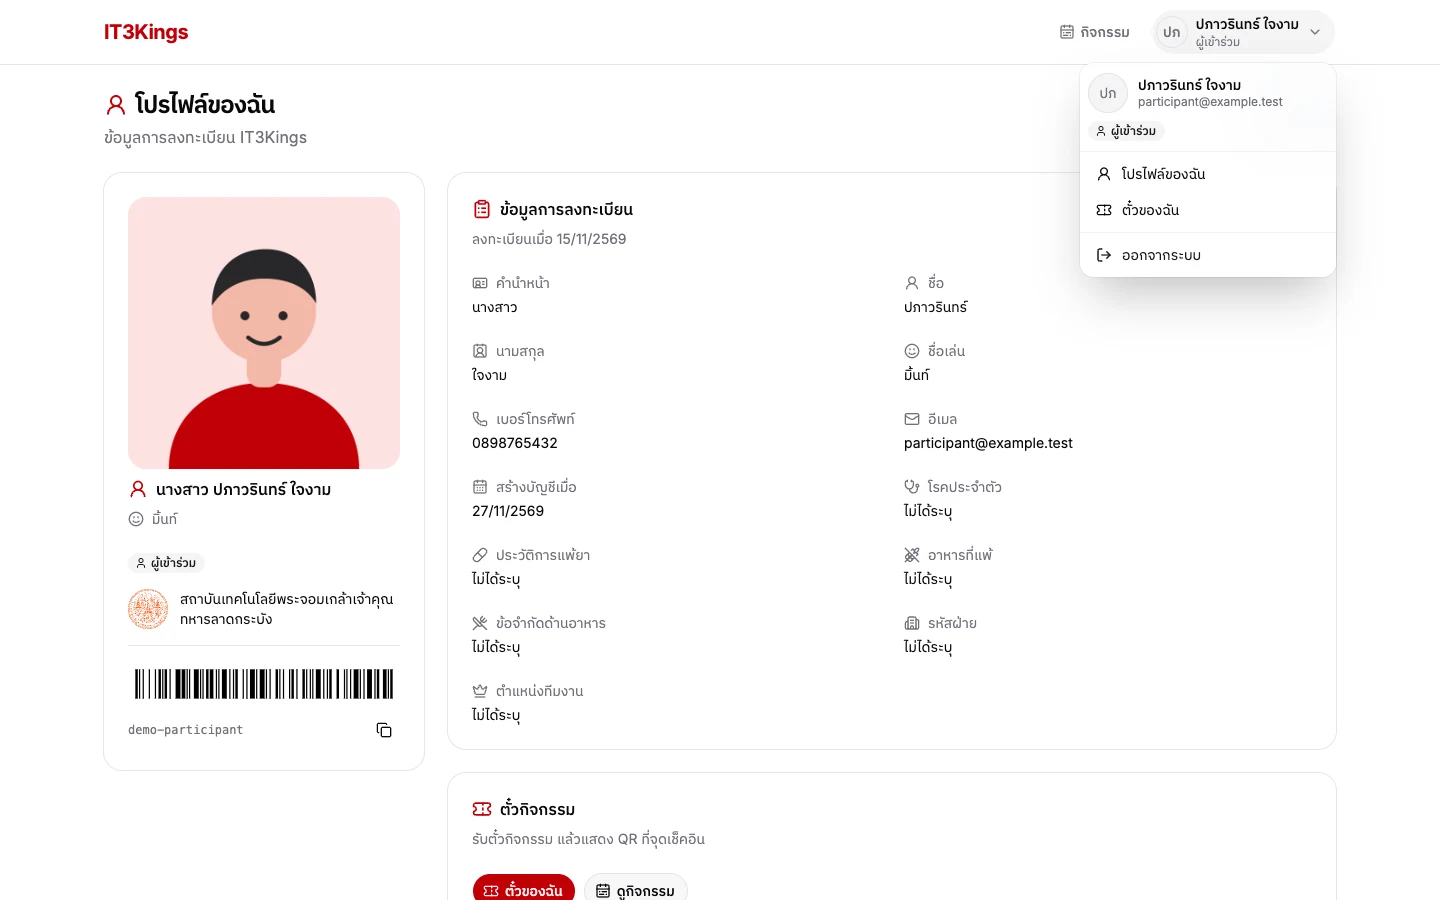 IT3Kings
กิจกรรม
ปภ
ปภาวรินทร์ ใจงาม
ผู้เข้าร่วม
ปภ
ปภาวรินทร์ ใจงาม
participant@example.test
ผู้เข้าร่วม
โปรไฟล์ของฉัน
ตั๋วของฉัน
ออกจากระบบ
โปรไฟล์ของฉัน
ข้อมูลการลงทะเบียน IT3Kings
นางสาว ปภาวรินทร์ ใจงาม
มิ้นท์
ผู้เข้าร่วม
สถาบันเทคโนโลยีพระจอมเกล้าเจ้าคุณ
ทหารลาดกระบัง
demo-participant
ข้อมูลการลงทะเบียน
ลงทะเบียนเมื่อ 15/11/2569
คำนำหน้า
นางสาว
ชื่อ
ปภาวรินทร์
นามสกุล
ใจงาม
ชื่อเล่น
มิ้นท์
เบอร์โทรศัพท์
0898765432
อีเมล
participant@example.test
สร้างบัญชีเมื่อ
27/11/2569
โรคประจำตัว
ไม่ได้ระบุ
ประวัติการแพ้ยา
ไม่ได้ระบุ
อาหารที่แพ้
ไม่ได้ระบุ
ข้อจำกัดด้านอาหาร
ไม่ได้ระบุ
รหัสฝ่าย
ไม่ได้ระบุ
ตำแหน่งทีมงาน
ไม่ได้ระบุ
ตั๋วกิจกรรม
รับตั๋วกิจกรรม แล้วแสดง QR ที่จุดเช็คอิน
ตั๋วของฉัน
ดูกิจกรรม